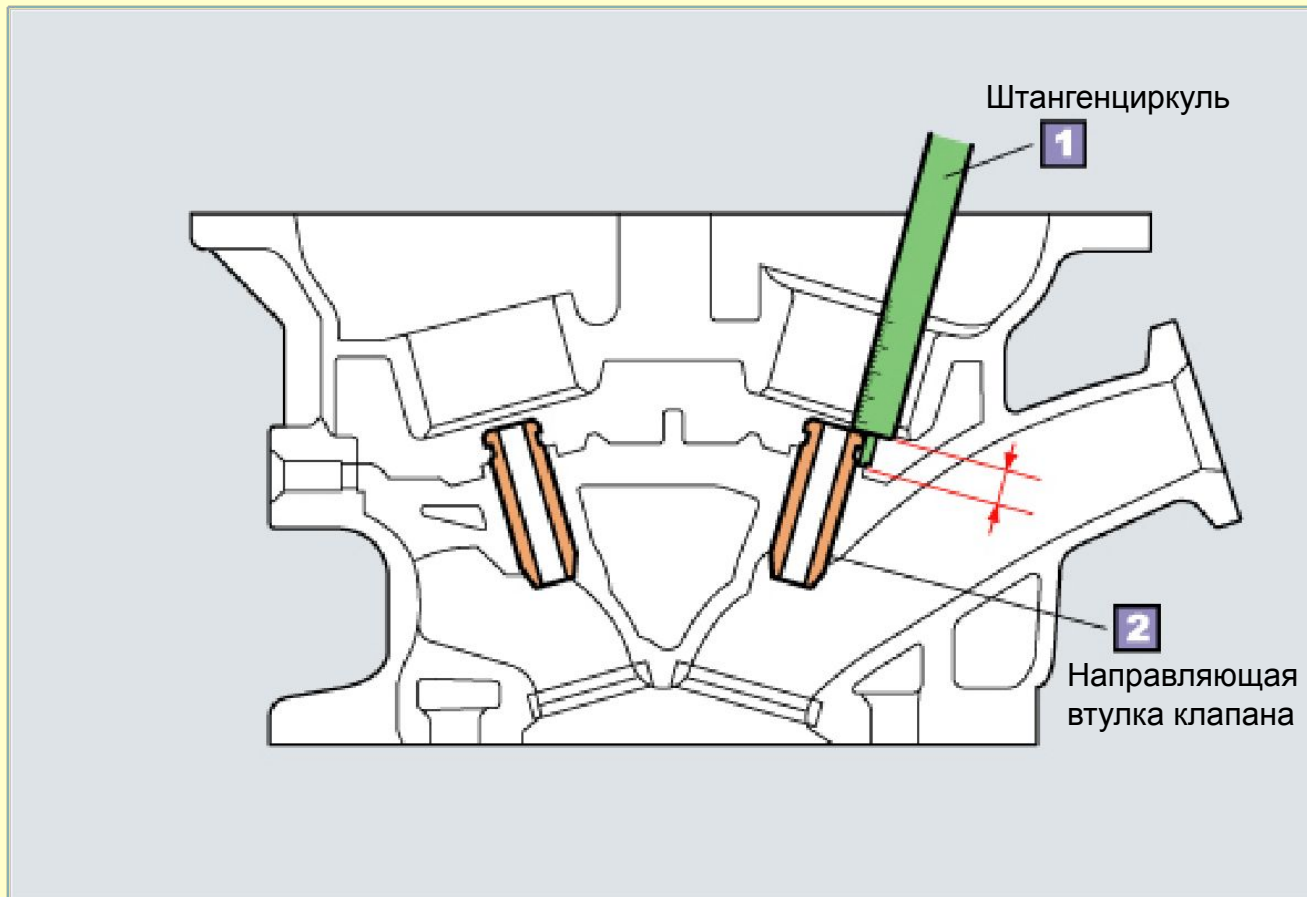 Штангенциркуль
1
2
Направляющая
втулка клапана